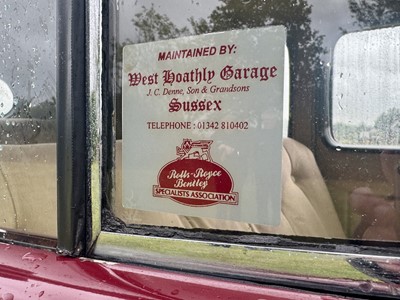 MAINTAINED BY:
West Hoathly Garage
J. C. Denne, Son & Grandsons
Sussex
TELEPHONE : 01342 810402
Rolls-Royce
Bentley
SPECIALISTS ASSOCIATION